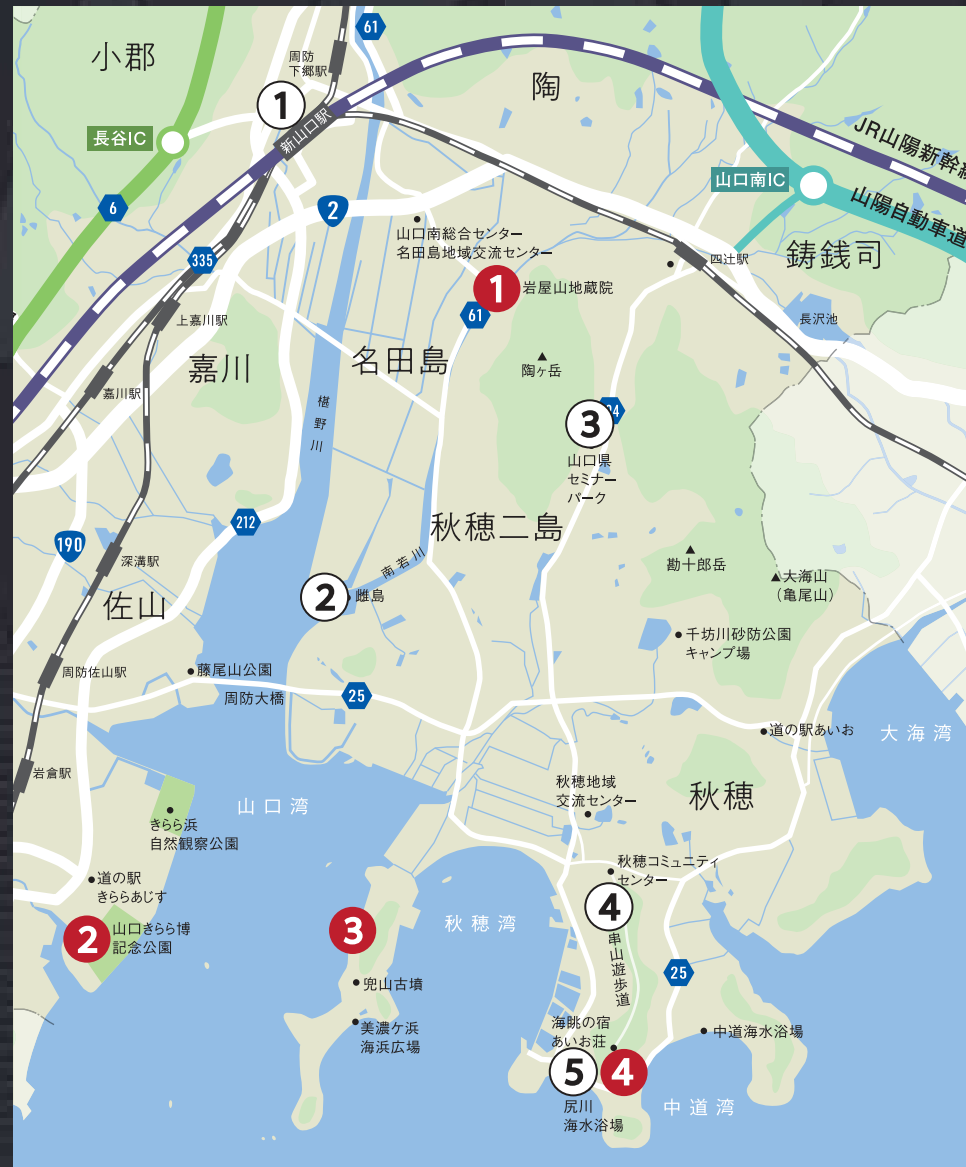 61
小郡
周防
下郷駅
陶
1
新山口駅
長谷IC
JR山陽新幹線
山口南IC
6
2
山陽自動車道
山口南総合センター
名田島地域交流センター
335
四辻駅
鋳銭司
1
岩屋山地蔵院
61
上嘉川駅
長沢池
嘉川
名田島
陶ヶ岳
嘉川駅
椹野川
3
山口県
セミナー
パーク
212
秋穂二島
190
深溝駅
南若川
勘十郎岳
大海山
（亀尾山）
佐山
2
雌島
千坊川砂防公園
キャンプ場
周防佐山駅
藤尾山公園
周防大橋
25
道の駅あいお
大海湾
岩倉駅
山口湾
秋穂地域
交流センター
秋穂
きらら浜
自然観察公園
秋穂コミュニティ
センター
道の駅
きららあじす
4
2
山口きらら博
記念公園
3
秋穂湾
串山遊歩道
25
兜山古墳
美濃ケ浜
海浜広場
海眺の宿
あいお荘
中道海水浴場
5
4
尻川
海水浴場
中道湾